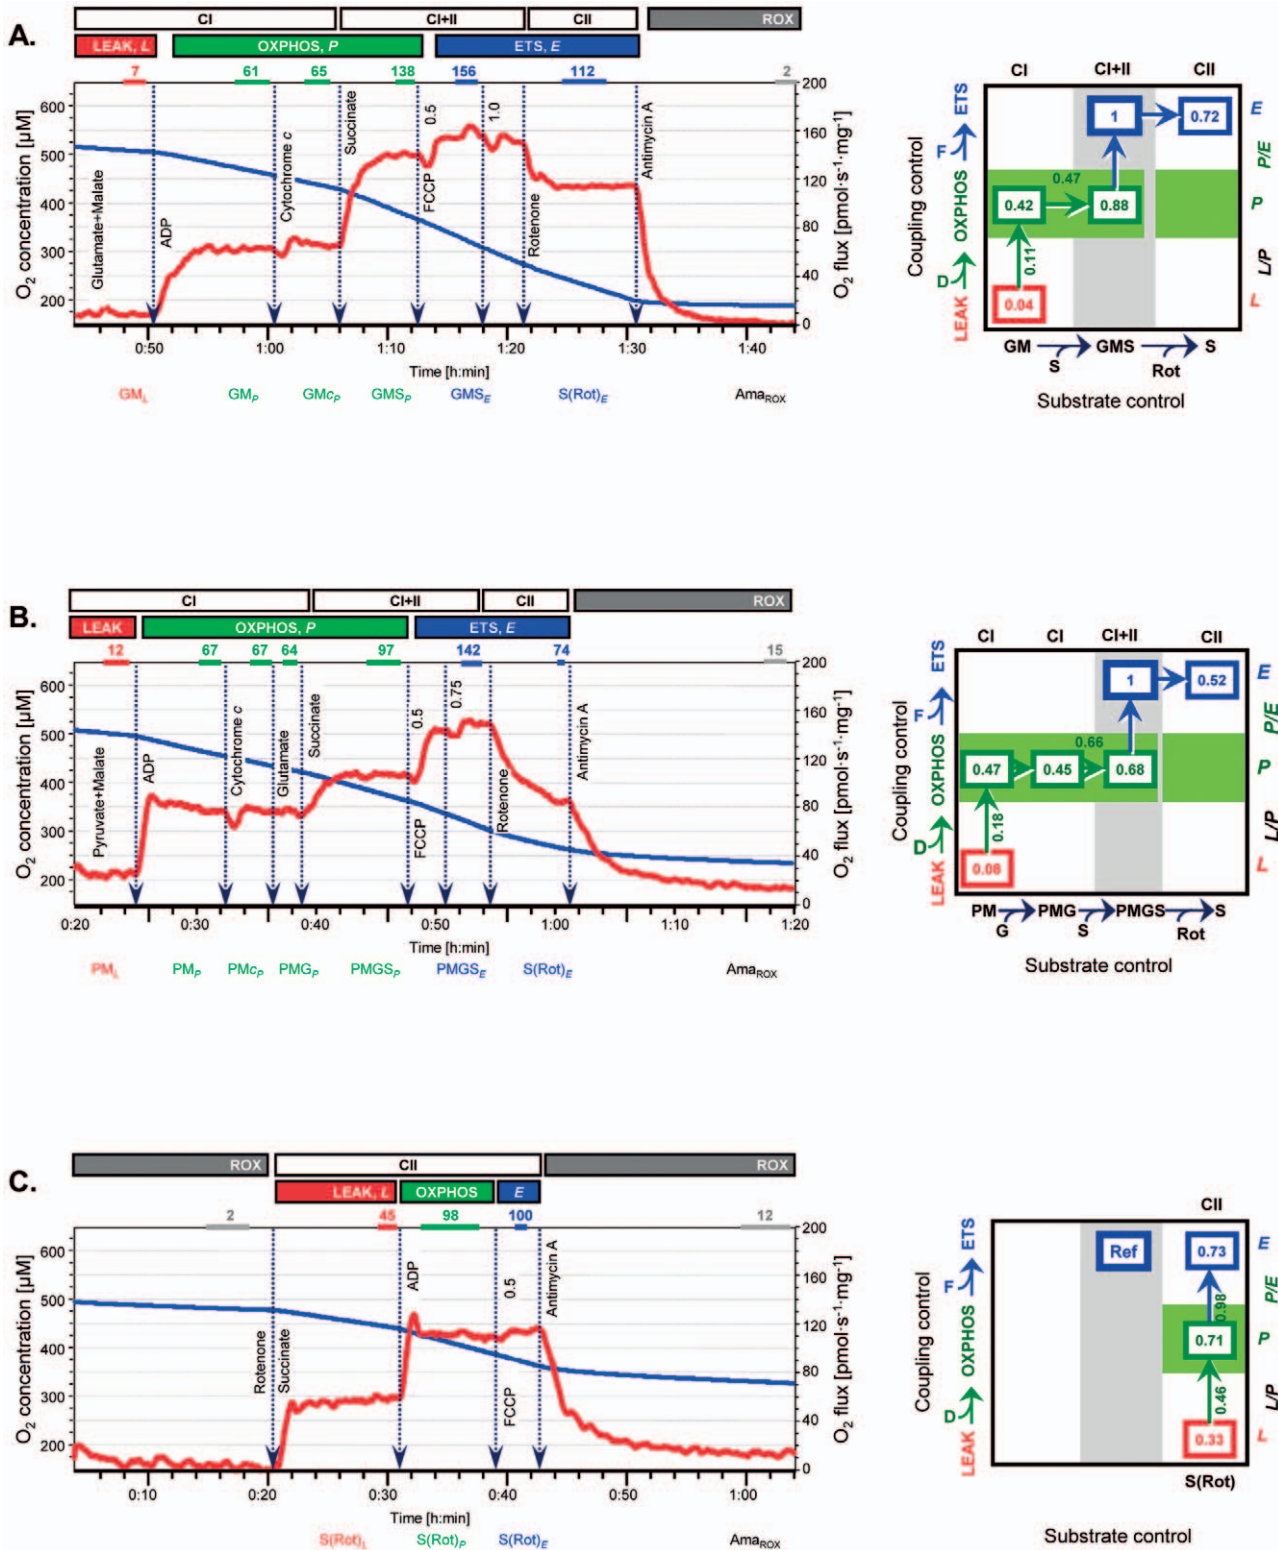 A.
CI CI+II CII ROX
LEAK, L OXPHOS, P ETS, E
7 61 65 138 156 112 2
O2 concentration [µM]
600
500
400
300
200
Glutamate+Malate
ADP
Cytochrome c
Succinate
FCCP
0.5
1.0
Rotenone
Antimycin A
200
160
120
80
40
0
O2 flux [pmol·s-1·mg-1]
0:50 1:00 1:10 1:20 1:30 1:40
Time [h:min]
GML GMP GMcP GMSP GMSE S(Rot)E AmaROX
CI CI+II CII
Coupling control
LEAK D OXPHOS F ETS
1 0.72
0.47
0.42 0.88
0.11
0.04
E
P/E
P
L/P
L
GM S GMS Rot S
Substrate control
B.
CI CI+II CII ROX
LEAK OXPHOS, P ETS, E
12 67 67 64 97 142 74 15
O2 concentration [µM]
600
500
400
300
200
Pyruvate+Malate
ADP
Cytochrome c
Glutamate
Succinate
FCCP
0.5
0.75
Rotenone
Antimycin A
200
160
120
80
40
0
O2 flux [pmol·s-1·mg-1]
0:20 0:30 0:40 0:50 1:00 1:20
Time [h:min]
PML PMP PMcP PMGP PMGSP PMGSE S(Rot)E AmaROX
CI CI CI+II CII
Coupling control
LEAK D OXPHOS F ETS
1 0.52
0.66
0.47 0.45 0.68
0.18
0.08
E
P/E
P
L/P
L
PM G PMG S PMGS Rot S
Substrate control
C.
ROX CII ROX
LEAK, L OXPHOS E
2 45 98 100 12
O2 concentration [µM]
600
500
400
300
200
Rotenone
Succinate
ADP
FCCP
0.5
Antimycin A
200
160
120
80
40
0
O2 flux [pmol·s-1·mg-1]
0:10 0:20 0:30 0:40 0:50 1:00
Time [h:min]
S(Rot)L S(Rot)P S(Rot)E AmaROX
CII
Coupling control
LEAK D OXPHOS F ETS
Ref 0.73
0.98
0.71
0.46
0.33
E
P/E
P
L/P
L
S(Rot)
Substrate control